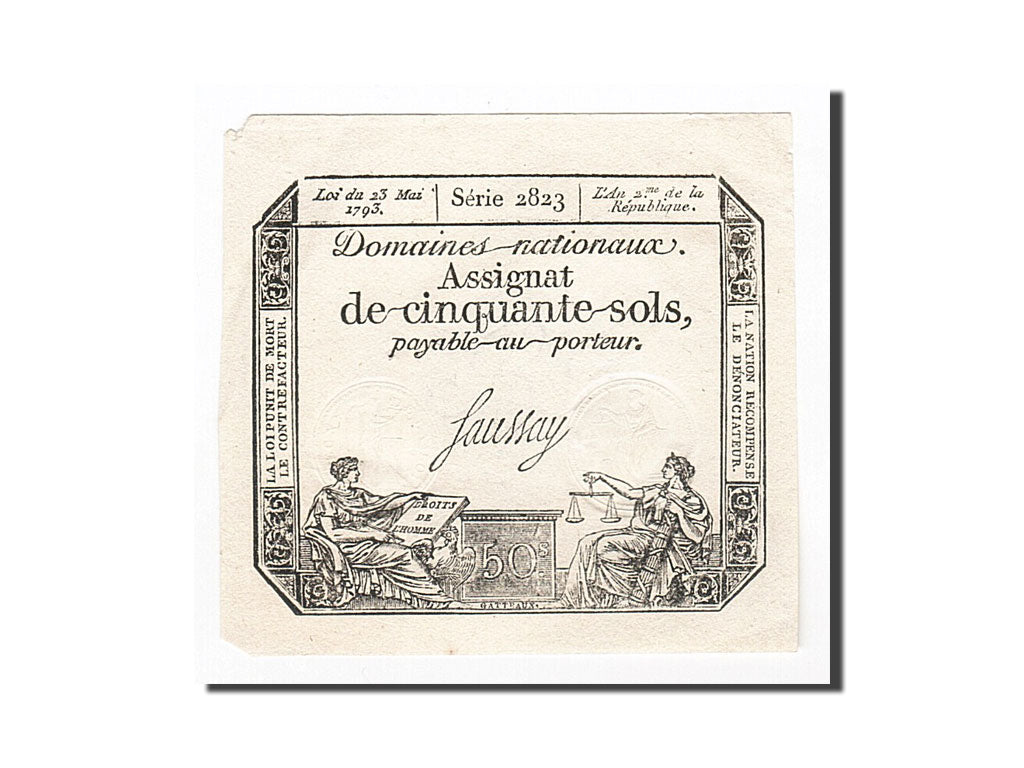 Loi du 23 Mai
1793.
Série 2823
L'An 2.me de la
République.
Domaines nationaux.
Assignat
de cinquante sols,
payable au porteur.
LA LOI PUNIT DE MORT
LE CONTREFACTEUR.
LA NATION RECOMPENSE
LE DÉNONCIATEUR.
Saussay
DROITS
DE
L'HOMME
50s
GATTEAUX.